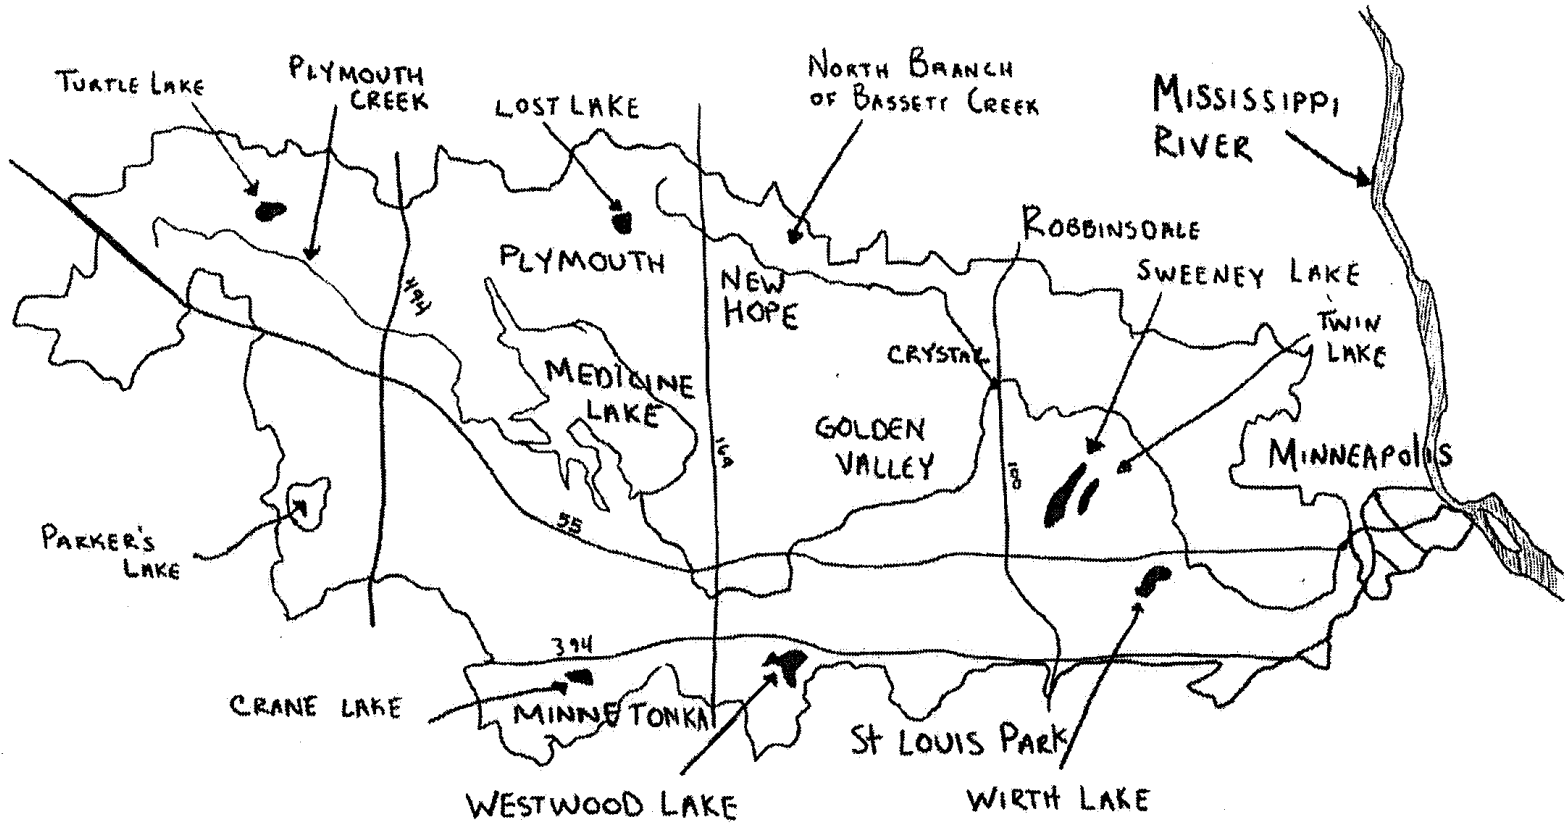 TURTLE LAKE
PLYMOUTH
CREEK
LOST LAKE
NORTH BRANCH
OF BASSETT CREEK
MISSISSIPPI
RIVER
ROBBINSDALE
SWEENEY LAKE
TWIN
LAKE
PLYMOUTH
NEW
HOPE
494
CRYSTAL
MEDICINE
LAKE
GOLDEN
VALLEY
169
100
MINNEAPOLIS
PARKER'S
LAKE
55
394
CRANE LAKE
MINNETONKA
St LOUIS PARK
WESTWOOD LAKE
WIRTH LAKE